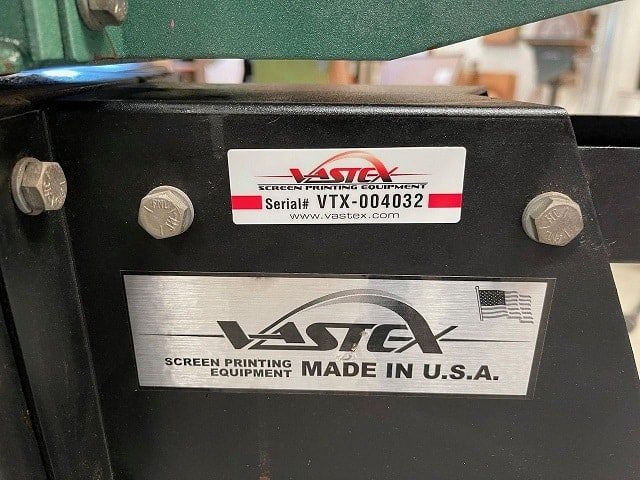 VASTEX
SCREEN PRINTING EQUIPMENT
Serial# VTX-004032
www.vastex.com
VASTEX
SCREEN PRINTING
EQUIPMENT MADE IN U.S.A.